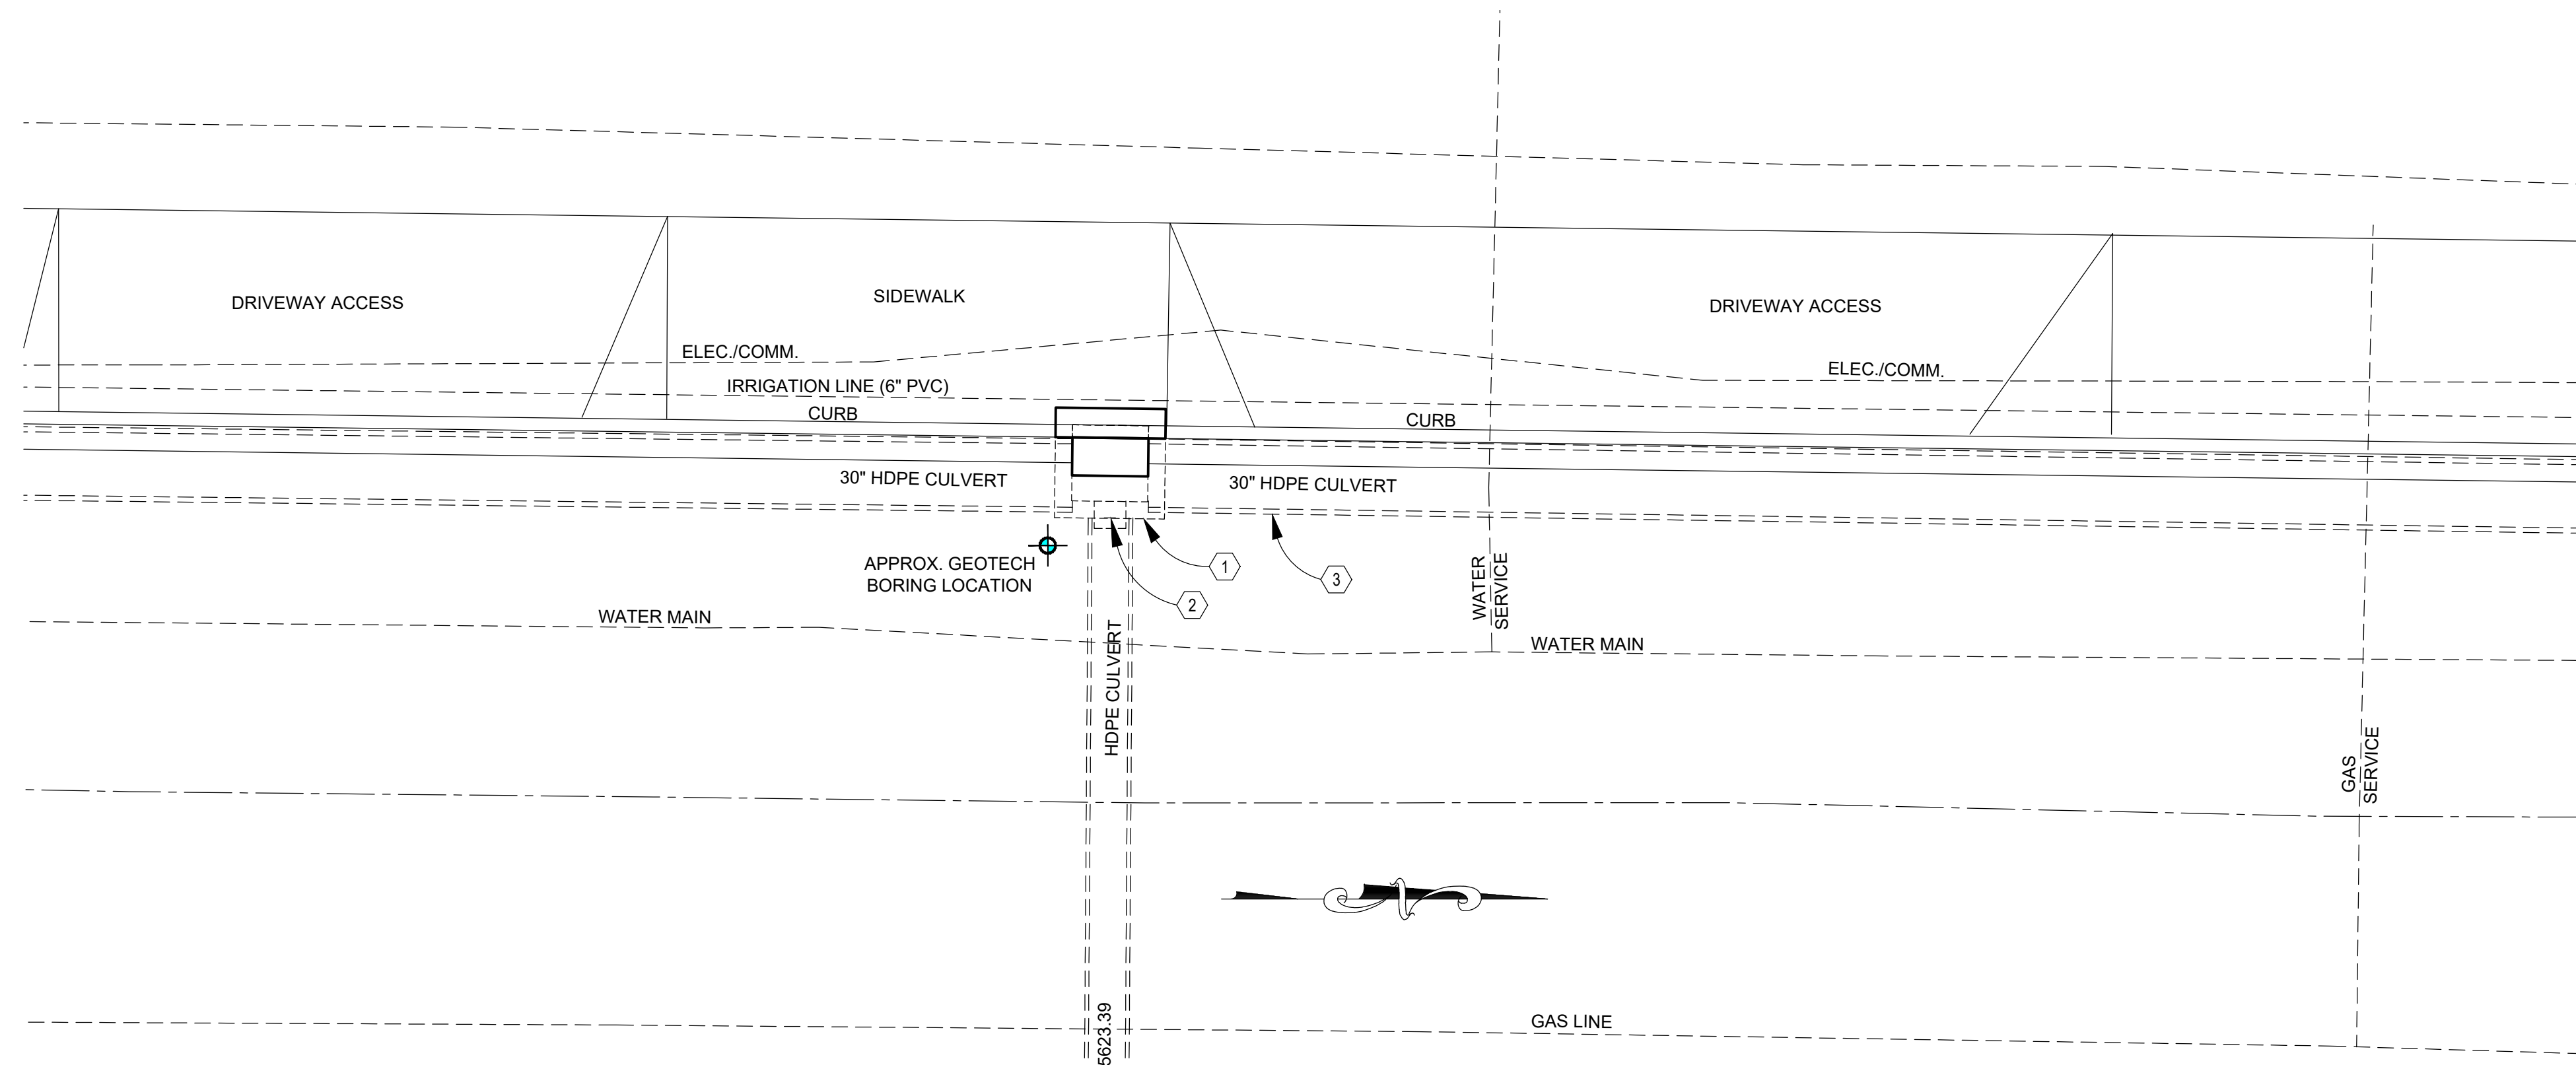 DRIVEWAY ACCESS
SIDEWALK
DRIVEWAY ACCESS
ELEC./COMM.
ELEC./COMM.
IRRIGATION LINE (6" PVC)
CURB
CURB
30" HDPE CULVERT
30" HDPE CULVERT
APPROX. GEOTECH
BORING LOCATION
1
2
3
WATER
SERVICE
WATER MAIN
WATER MAIN
HDPE CULVERT
GAS
SERVICE
N
GAS LINE
5623.39